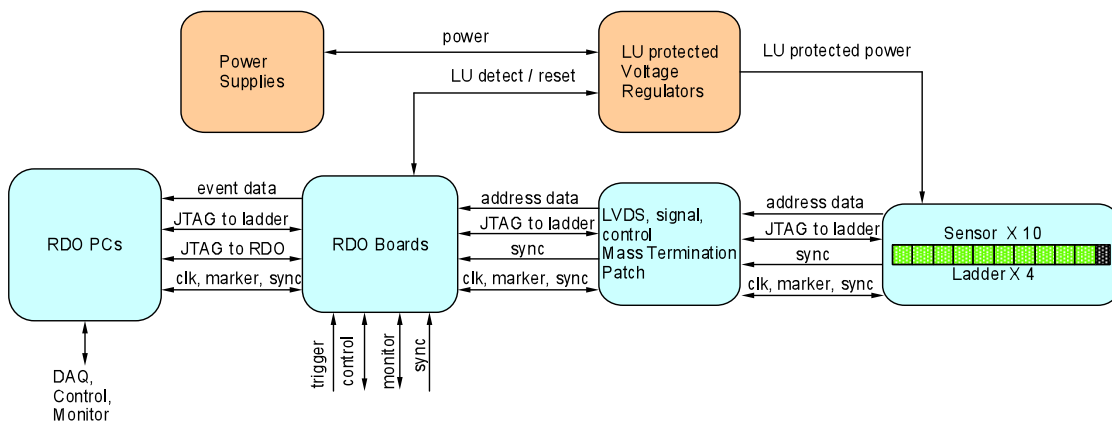 power
Power
Supplies
LU protected
Voltage
Regulators
LU protected power
LU detect / reset
event data
JTAG to ladder
JTAG to RDO
clk, marker, sync
RDO PCs
RDO Boards
address data
JTAG to ladder
sync
clk, marker, sync
LVDS, signal,
control
Mass Termination
Patch
address data
JTAG to ladder
sync
clk, marker, sync
Sensor X 10
Ladder X 4
trigger
control
monitor
sync
DAQ,
Control,
Monitor